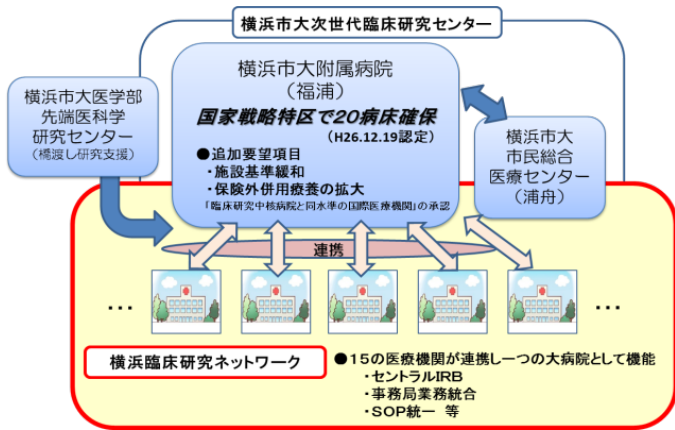 横浜市大次世代臨床研究センター
横浜市大附属病院
（福浦）
国家戦略特区で20病床確保
（H26.12.19認定）
●追加要望項目
・施設基準緩和
・保険外併用療養の拡大
「臨床研究中核病院と同水準の国際医療機関」の承認
横浜市大医学部
先端医科学
研究センター
（橋渡し研究支援）
横浜市大
市民総合
医療センター
（浦舟）
連携
…
…
横浜臨床研究ネットワーク
●15の医療機関が連携し一つの大病院として機能
・セントラルIRB
・事務局業務統合
・SOP統一 等